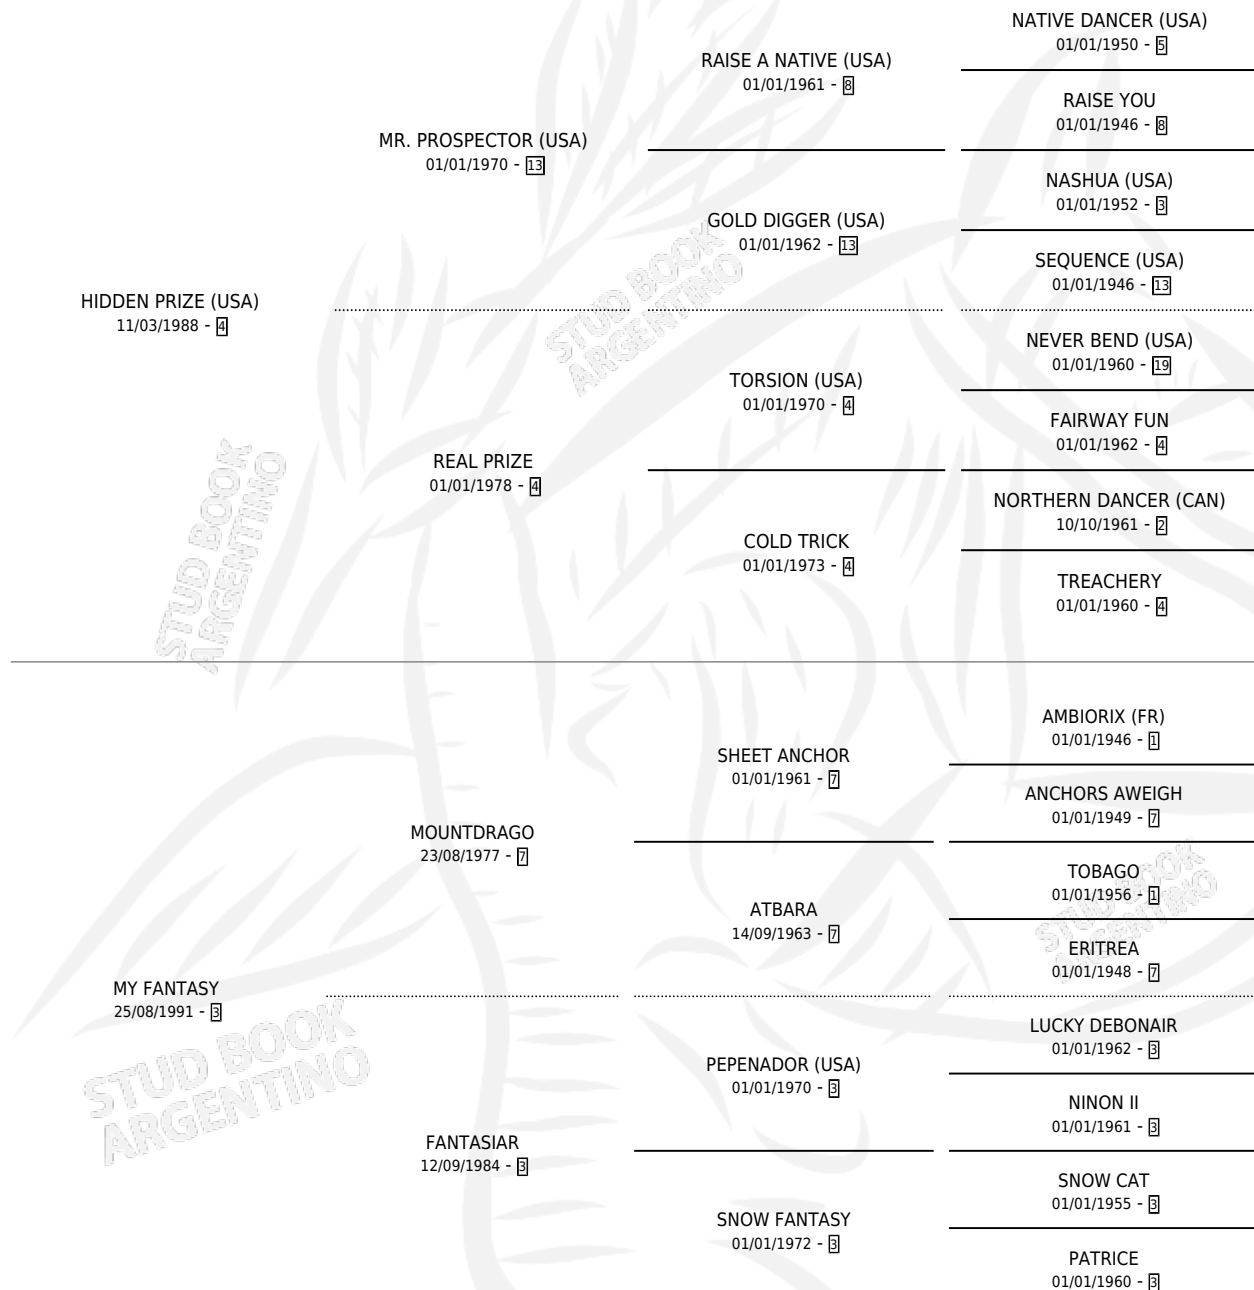 NATIVE DANCER (USA)
01/01/1950 - 5
RAISE A NATIVE (USA)
01/01/1961 - 8
RAISE YOU
01/01/1946 - 8
MR. PROSPECTOR (USA)
01/01/1970 - 13
NASHUA (USA)
01/01/1952 - 3
GOLD DIGGER (USA)
01/01/1962 - 13
SEQUENCE (USA)
01/01/1946 - 13
HIDDEN PRIZE (USA)
11/03/1988 - 4
STUD BOOK
ARGENTINO
NEVER BEND (USA)
01/01/1960 - 19
TORSION (USA)
01/01/1970 - 4
FAIRWAY FUN
01/01/1962 - 4
REAL PRIZE
01/01/1978 - 4
NORTHERN DANCER (CAN)
10/10/1961 - 2
COLD TRICK
01/01/1973 - 4
TREACHERY
01/01/1960 - 4
STUD BOOK
ARGENTINO
AMBIORIX (FR)
01/01/1946 - 1
SHEET ANCHOR
01/01/1961 - 7
ANCHORS AWEIGH
01/01/1949 - 7
MOUNTDRAGO
23/08/1977 - 7
TOBAGO
01/01/1956 - 1
ATBARA
14/09/1963 - 7
ERITREA
01/01/1948 - 7
STUD BOOK
ARGENTINO
MY FANTASY
25/08/1991 - 3
LUCKY DEBONAIR
01/01/1962 - 3
PEPENADOR (USA)
01/01/1970 - 3
NINON II
01/01/1961 - 3
STUD BOOK
ARGENTINO
FANTASIAR
12/09/1984 - 3
SNOW CAT
01/01/1955 - 3
SNOW FANTASY
01/01/1972 - 3
PATRICE
01/01/1960 - 3